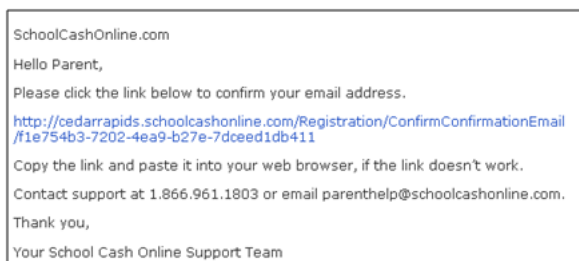 SchoolCashOnline.com
Hello Parent,
Please click the link below to confirm your email address.
http://cedarrapids.schoolcashonline.com/Registration/ConfirmConfirmationEmail
/f1e754b3-7202-4ea9-b27e-7dceed1db411
Copy the link and paste it into your web browser, if the link doesn't work.
Contact support at 1.866.961.1803 or email parenthelp@schoolcashonline.com.
Thank you,
Your School Cash Online Support Team